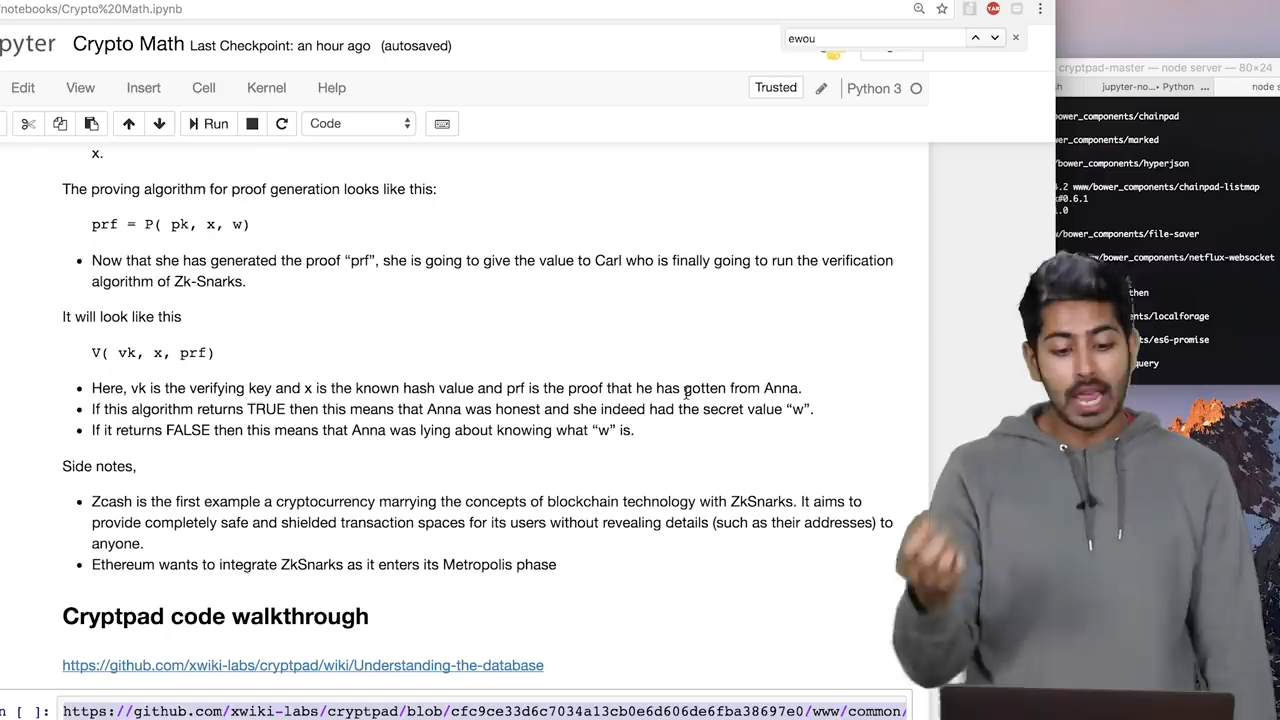 /notebooks/Crypto%20Math.ipynb
ewou
pyter Crypto Math Last Checkpoint: an hour ago (autosaved)
cryptpad-master — node server — 80×24
jupyter-no...• Python ... node s
Edit View Insert Cell Kernel Help Trusted Python 3
Run Code
x.
The proving algorithm for proof generation looks like this:
prf = P( pk, x, w)
• Now that she has generated the proof “prf”, she is going to give the value to Carl who is finally going to run the verification
algorithm of Zk-Snarks.
It will look like this
V( vk, x, prf)
• Here, vk is the verifying key and x is the known hash value and prf is the proof that he has gotten from Anna.
• If this algorithm returns TRUE then this means that Anna was honest and she indeed had the secret value “w”.
• If it returns FALSE then this means that Anna was lying about knowing what “w” is.
Side notes,
• Zcash is the first example a cryptocurrency marrying the concepts of blockchain technology with ZkSnarks. It aims to
provide completely safe and shielded transaction spaces for its users without revealing details (such as their addresses) to
anyone.
• Ethereum wants to integrate ZkSnarks as it enters its Metropolis phase
Cryptpad code walkthrough
https://github.com/xwiki-labs/cryptpad/wiki/Understanding-the-database
n [ ]: https://github.com/xwiki-labs/cryptpad/blob/cfc9ce33d6c7034a13cb0e6d606de6fba38697e0/www/common/
bower_components/chainpad
bower_components/marked
bower_components/hyperjson
.2 www/bower_components/chainpad-listmap
#0.6.1
.0
/bower_components/file-saver
/bower_components/netflux-websocket
then
nents/localforage
ts/es6-promise
query